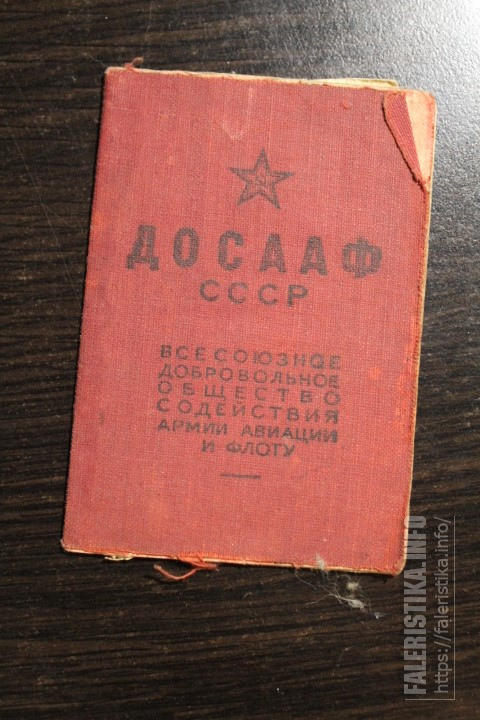 ДОСААФ
СССР
ВСЕСОЮЗНОЕ
ДОБРОВОЛЬНОЕ
ОБЩЕСТВО
СОДЕЙСТВИЯ
АРМИИ АВИАЦИИ
И ФЛОТУ
FALERISTIKA.INFO
https://faleristika.info/